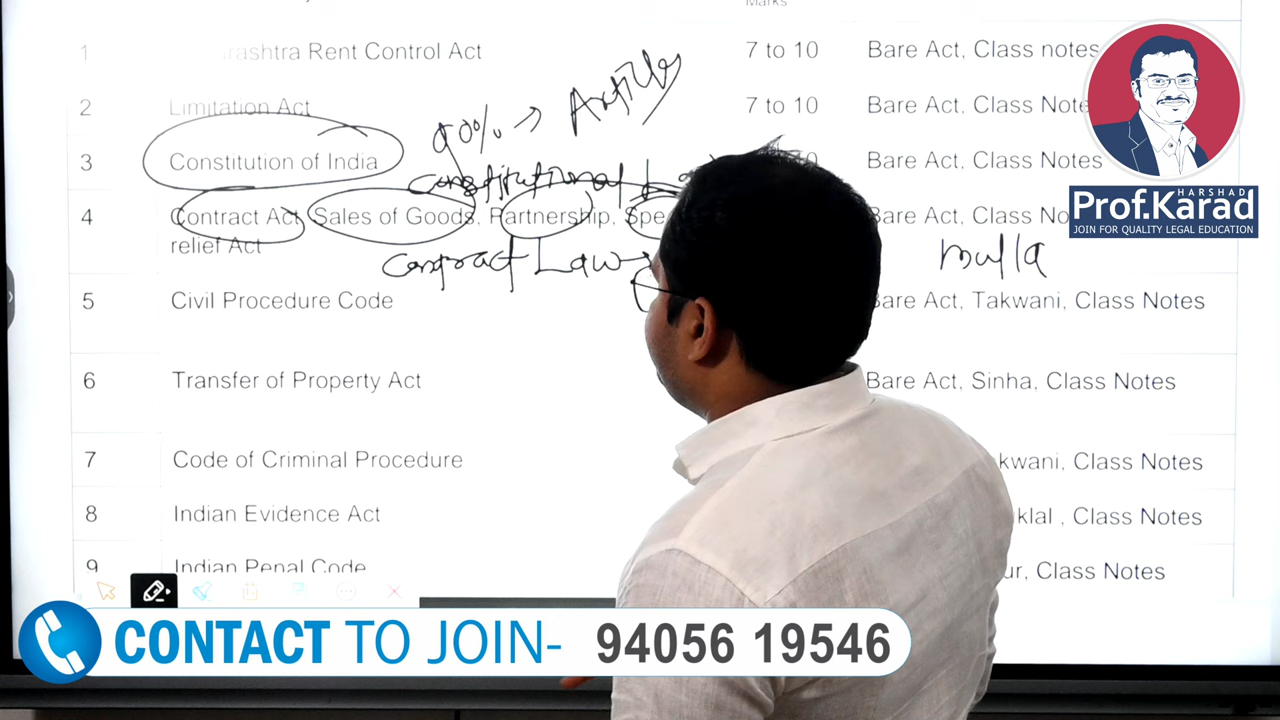 Marks
1 rashtra Rent Control Act 7 to 10 Bare Act, Class notes
2 Limitation Act 7 to 10 Bare Act, Class Note
90% → Article
3 Constitution of India Bare Act, Class Notes
Constitutional
4 Contract Act, Sales of Goods, Partnership, Spec Bare Act, Class No
relief Act
Contract Law →
mulla
5 Civil Procedure Code Bare Act, Takwani, Class Notes
6 Transfer of Property Act Bare Act, Sinha, Class Notes
7 Code of Criminal Procedure kwani, Class Notes
8 Indian Evidence Act klal , Class Notes
9 Indian Penal Code ur, Class Notes
HARSHAD
Prof.Karad
JOIN FOR QUALITY LEGAL EDUCATION
CONTACT TO JOIN- 94056 19546